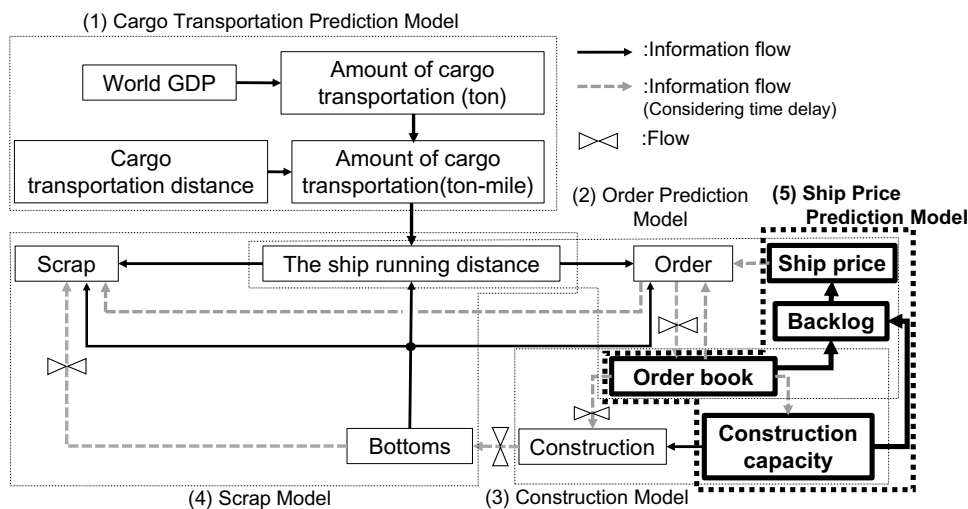 (1) Cargo Transportation Prediction Model
World GDP
Amount of cargo
transportation (ton)
Cargo
transportation distance
Amount of cargo
transportation(ton-mile)
:Information flow
:Information flow
(Considering time delay)
:Flow
(2) Order Prediction
Model
(5) Ship Price
Prediction Model
Scrap
The ship running distance
Order
Ship price
Backlog
Order book
Bottoms
Construction
Construction
capacity
(4) Scrap Model
(3) Construction Model